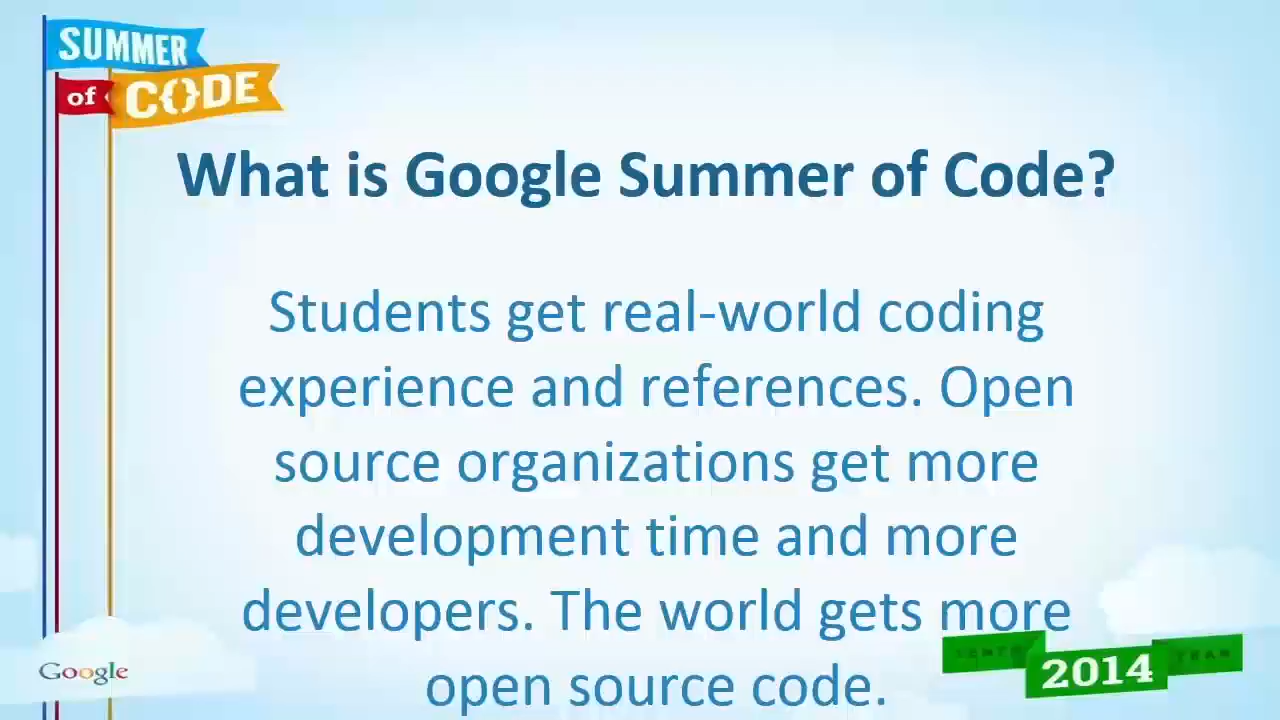 SUMMER
of C{}DE
What is Google Summer of Code?
Students get real-world coding
experience and references. Open
source organizations get more
development time and more
developers. The world gets more
open source code.
Google
2014